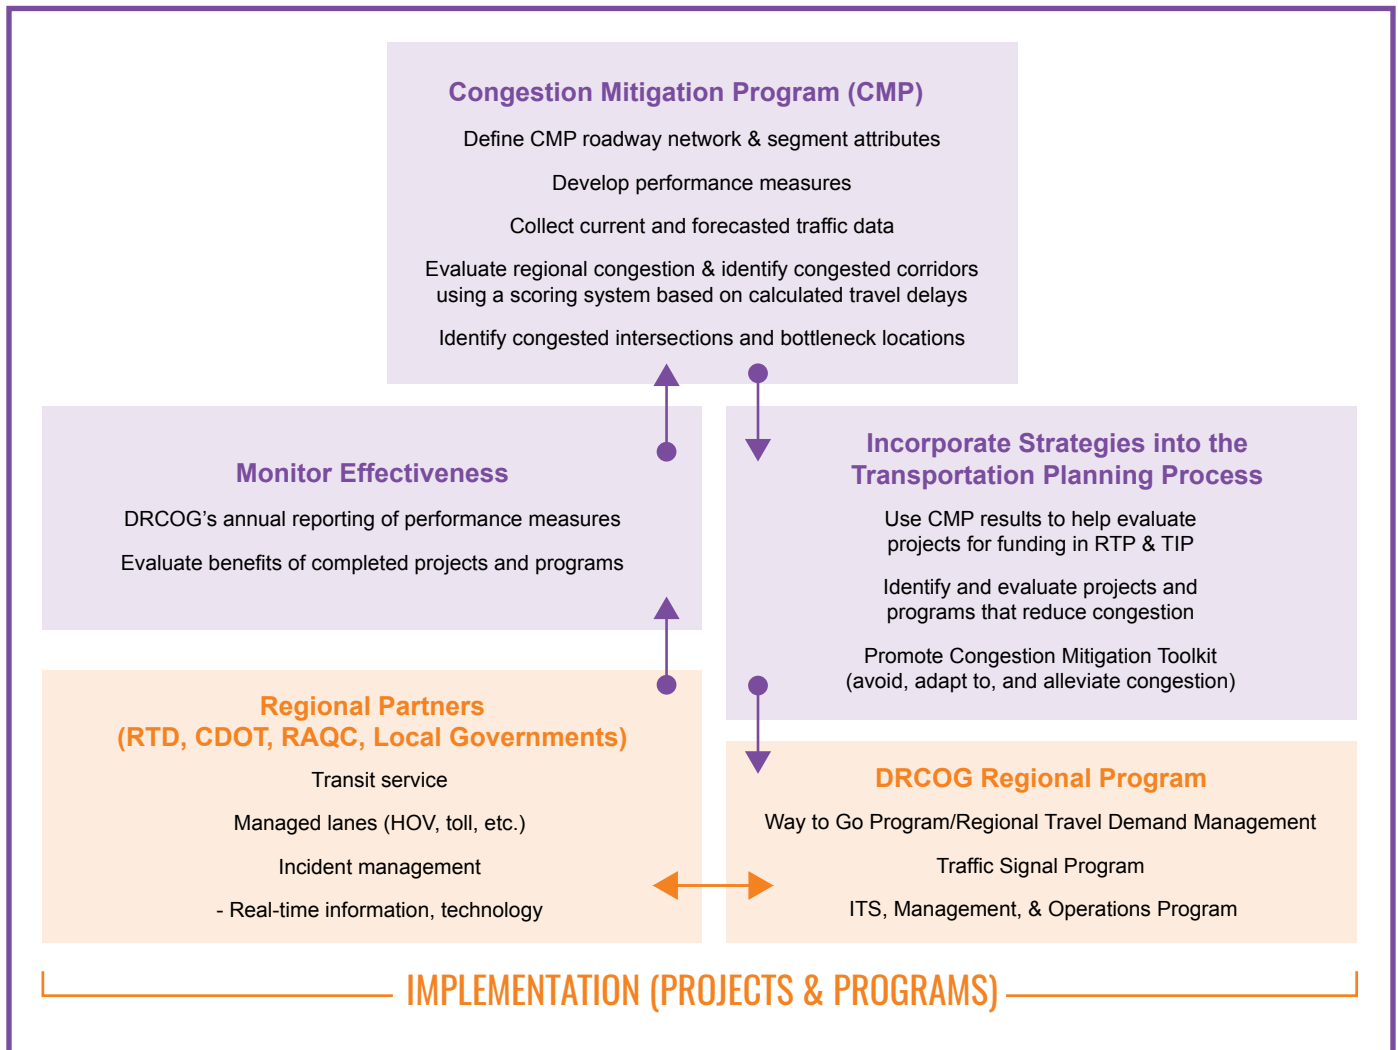 Congestion Mitigation Program (CMP)
Define CMP roadway network & segment attributes
Develop performance measures
Collect current and forecasted traffic data
Evaluate regional congestion & identify congested corridors
using a scoring system based on calculated travel delays
Identify congested intersections and bottleneck locations
Monitor Effectiveness
DRCOG’s annual reporting of performance measures
Evaluate benefits of completed projects and programs
Incorporate Strategies into the
Transportation Planning Process
Use CMP results to help evaluate
projects for funding in RTP & TIP
Identify and evaluate projects and
programs that reduce congestion
Promote Congestion Mitigation Toolkit
(avoid, adapt to, and alleviate congestion)
Regional Partners
(RTD, CDOT, RAQC, Local Governments)
Transit service
Managed lanes (HOV, toll, etc.)
Incident management
- Real-time information, technology
DRCOG Regional Program
Way to Go Program/Regional Travel Demand Management
Traffic Signal Program
ITS, Management, & Operations Program
IMPLEMENTATION (PROJECTS & PROGRAMS)